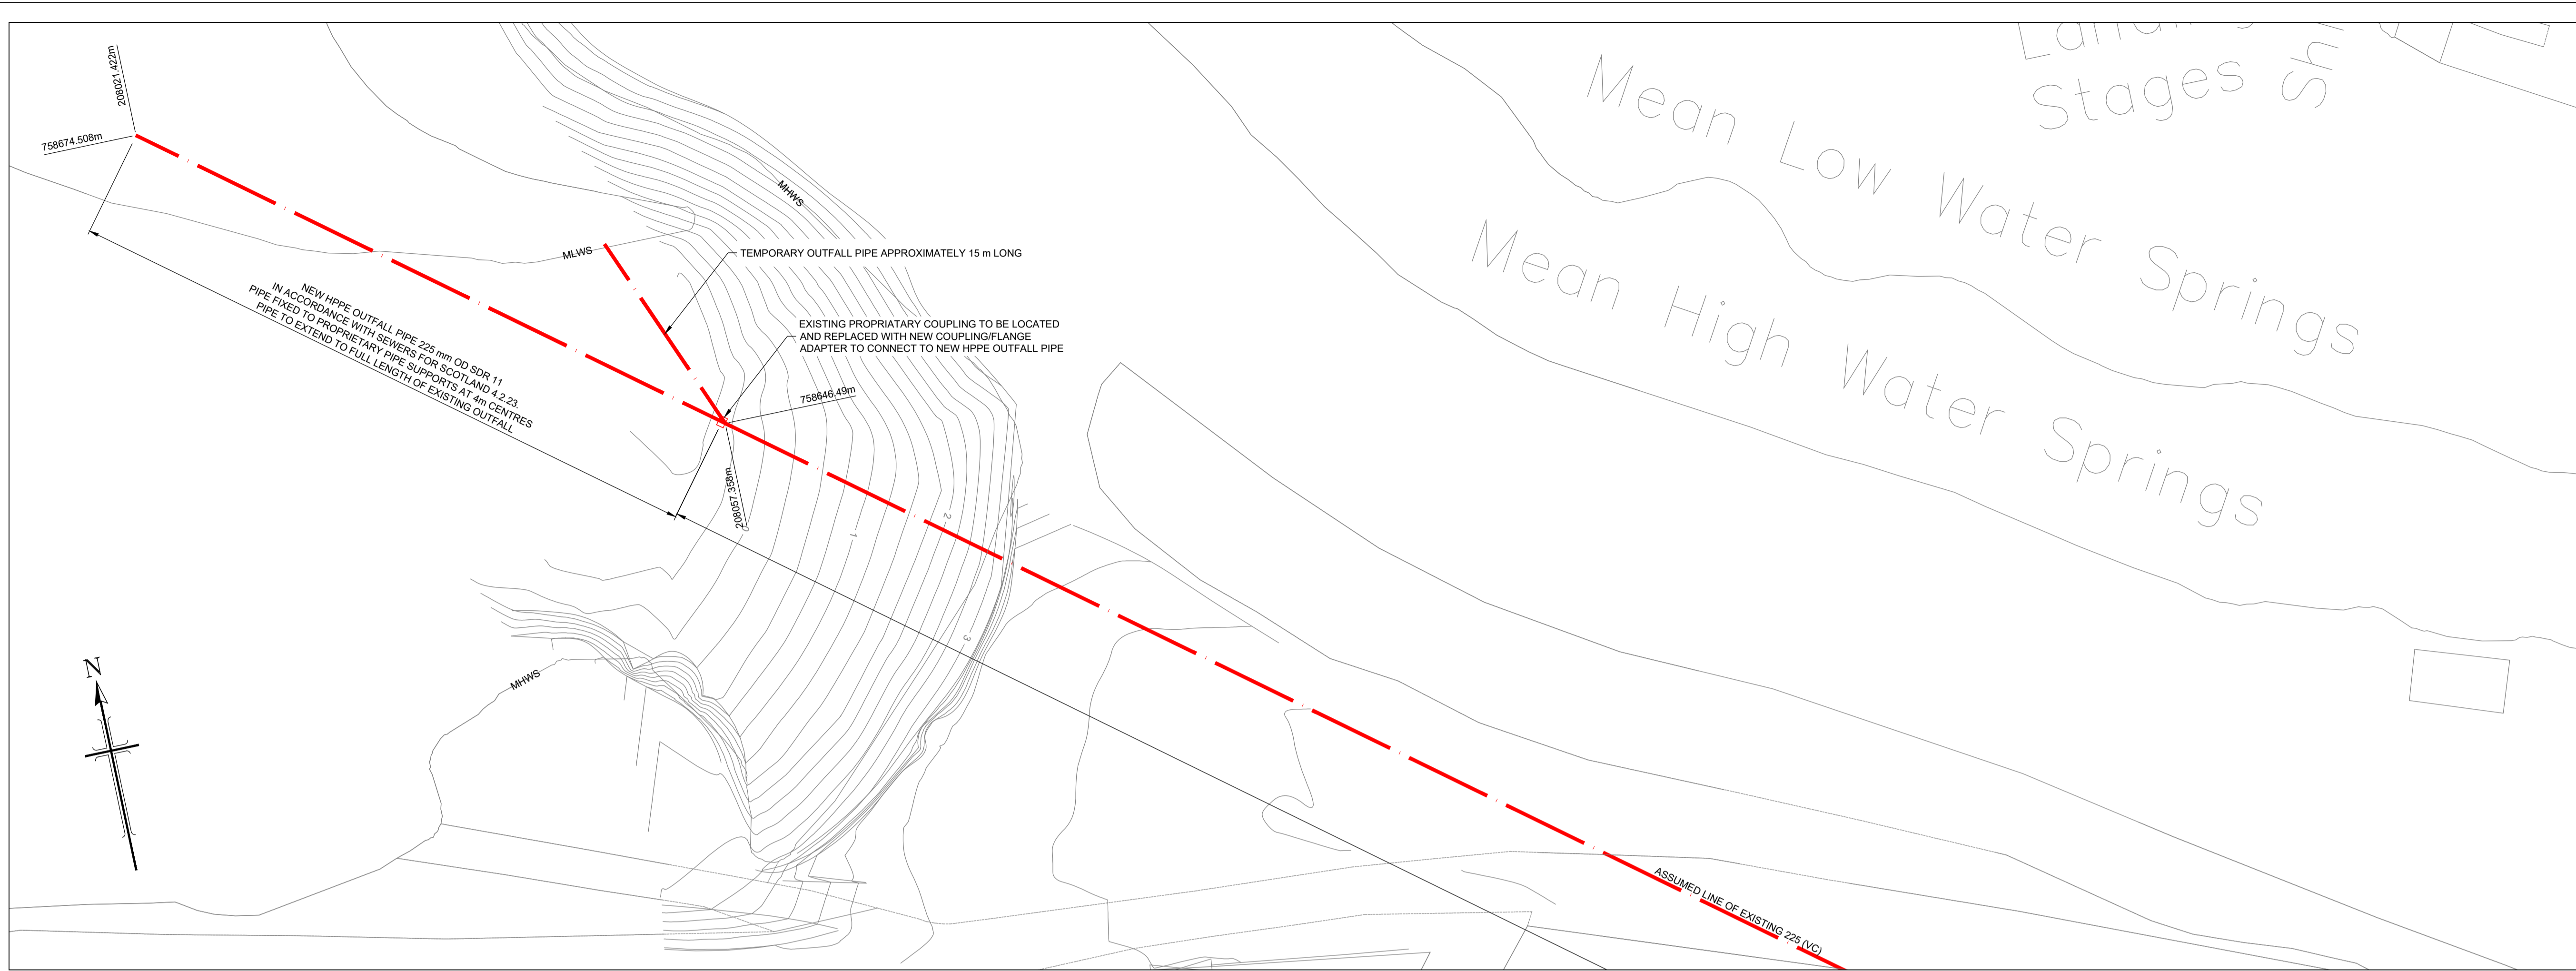 208021.422m
758674.508m
MHWS
MLWS
TEMPORARY OUTFALL PIPE APPROXIMATELY 15 m LONG
EXISTING PROPRIATARY COUPLING TO BE LOCATED
AND REPLACED WITH NEW COUPLING/FLANGE
ADAPTER TO CONNECT TO NEW HPPE OUTFALL PIPE
NEW HPPE OUTFALL PIPE 225 mm OD SDR 11
IN ACCORDANCE WITH SEWERS FOR SCOTLAND 4.2.23.
PIPE FIXED TO PROPRIETARY PIPE SUPPORTS AT 4m CENTRES
PIPE TO EXTEND TO FULL LENGTH OF EXISTING OUTFALL
758646.49m
208057.358m
1
2
3
MHWS
N
Stages
Mean Low Water Springs
Mean High Water Springs
ASSUMED LINE OF EXISTING 225 (VC)